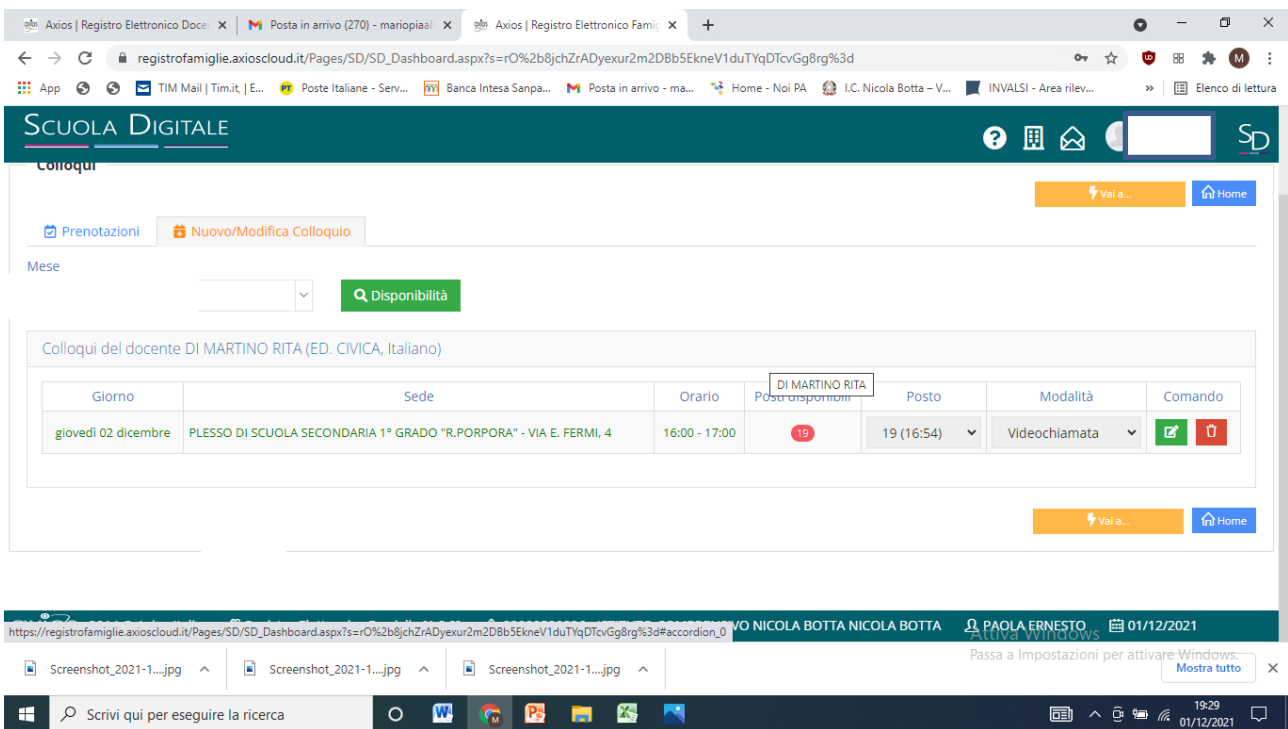 Axios | Registro Elettronico Docen
Posta in arrivo (270) - mariopiaal
Axios | Registro Elettronico Famig
registrofamiglie.axioscloud.it/Pages/SD/SD_Dashboard.aspx?s=rO%2b8jchZrADyexur2m2DBb5EkneV1duTYqDTcvGg8rg%3d
App TIM Mail | Tim.it, | E... Poste Italiane - Serv... Banca Intesa Sanpa... Posta in arrivo - ma... Home - Noi PA I.C. Nicola Botta – V... INVALSI - Area rilev... » Elenco di lettura
SCUOLA DIGITALE
SD
Colloqui
Vai a... Home
Prenotazioni Nuovo/Modifica Colloquio
Mese
Disponibilità
Colloqui del docente DI MARTINO RITA (ED. CIVICA, Italiano)
DI MARTINO RITA
Giorno Sede Orario Posti disponibili Posto Modalità Comando
giovedì 02 dicembre PLESSO DI SCUOLA SECONDARIA 1° GRADO "R.PORPORA" - VIA E. FERMI, 4 16:00 - 17:00 19 19 (16:54) Videochiamata
Vai a... Home
VO NICOLA BOTTA NICOLA BOTTA PAOLA ERNESTO 01/12/2021
https://registrofamiglie.axioscloud.it/Pages/SD/SD_Dashboard.aspx?s=rO%2b8jchZrADyexur2m2DBb5EkneV1duTYqDTcvGg8rg%3d#accordion_0
Attiva Windows
Passa a Impostazioni per attivare Windows.
Screenshot_2021-1....jpg Screenshot_2021-1....jpg Screenshot_2021-1....jpg Mostra tutto
Scrivi qui per eseguire la ricerca
19:29
01/12/2021